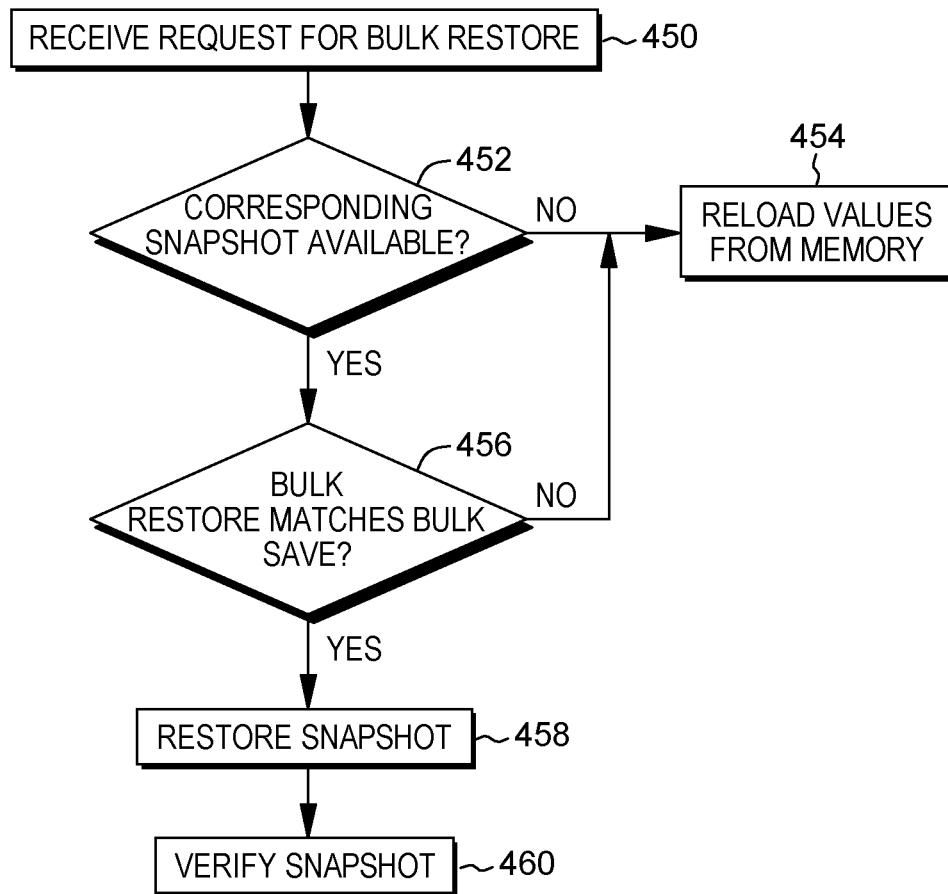 RECEIVE REQUEST FOR BULK RESTORE 450
452
CORRESPONDING
SNAPSHOT AVAILABLE?
NO
454
RELOAD VALUES
FROM MEMORY
YES
456
BULK
RESTORE MATCHES BULK
SAVE?
NO
YES
RESTORE SNAPSHOT 458
VERIFY SNAPSHOT 460